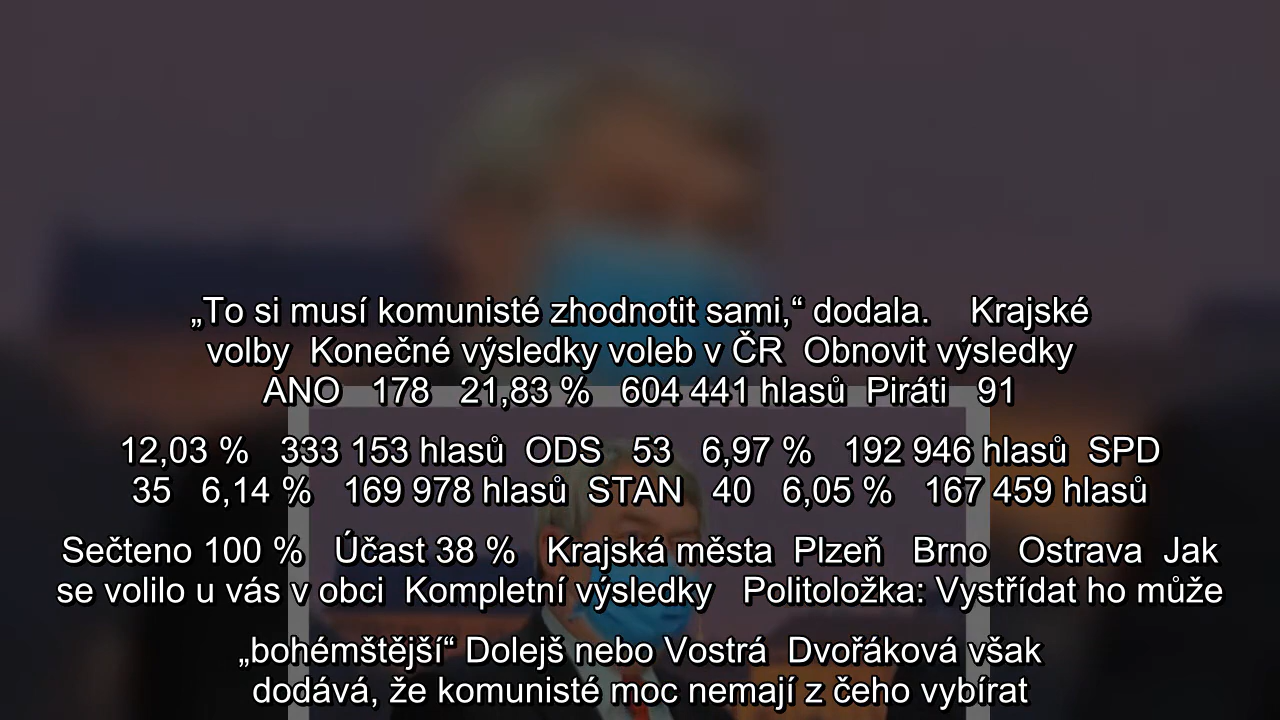 „To si musí komunisté zhodnotit sami,“ dodala. Krajské
volby Konečné výsledky voleb v ČR Obnovit výsledky
ANO 178 21,83 % 604 441 hlasů Piráti 91
12,03 % 333 153 hlasů ODS 53 6,97 % 192 946 hlasů SPD
35 6,14 % 169 978 hlasů STAN 40 6,05 % 167 459 hlasů
Sečteno 100 % Účast 38 % Krajská města Plzeň Brno Ostrava Jak
se volilo u vás v obci Kompletní výsledky Politoložka: Vystřídat ho může
„bohémštější“ Dolejš nebo Vostrá Dvořáková však
dodává, že komunisté moc nemají z čeho vybírat